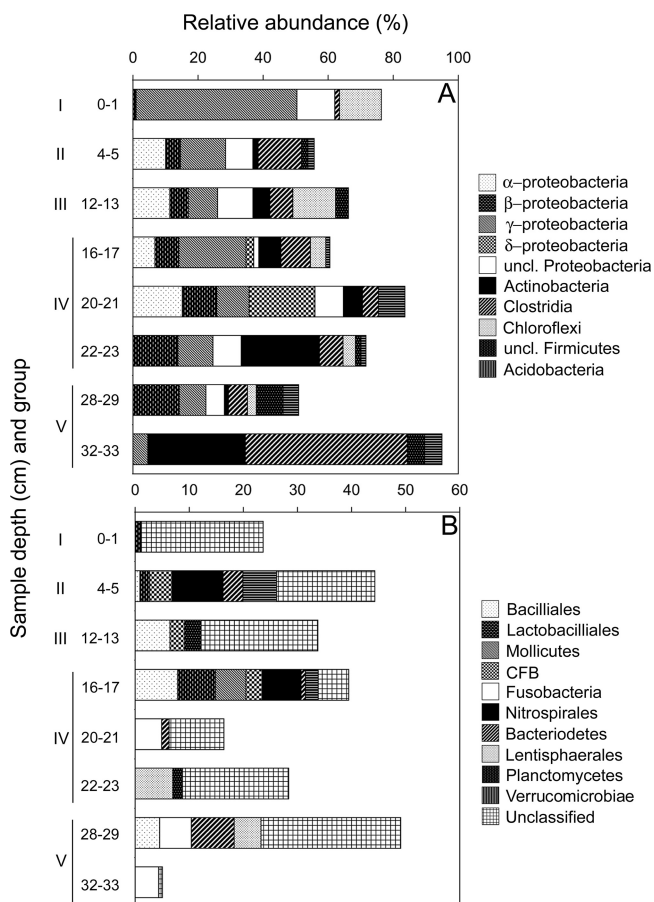 Relative abundance (%)
0 20 40 60 80 100
A
I 0-1
II 4-5
III 12-13
16-17
IV 20-21
22-23
28-29
V
32-33
α–proteobacteria
β–proteobacteria
γ–proteobacteria
δ–proteobacteria
uncl. Proteobacteria
Actinobacteria
Clostridia
Chloroflexi
uncl. Firmicutes
Acidobacteria
Sample depth (cm) and group
0 10 20 30 40 50 60
B
I 0-1
II 4-5
III 12-13
16-17
IV 20-21
22-23
28-29
V
32-33
Bacilliales
Lactobacilliales
Mollicutes
CFB
Fusobacteria
Nitrospirales
Bacteriodetes
Lentisphaerales
Planctomycetes
Verrucomicrobiae
Unclassified